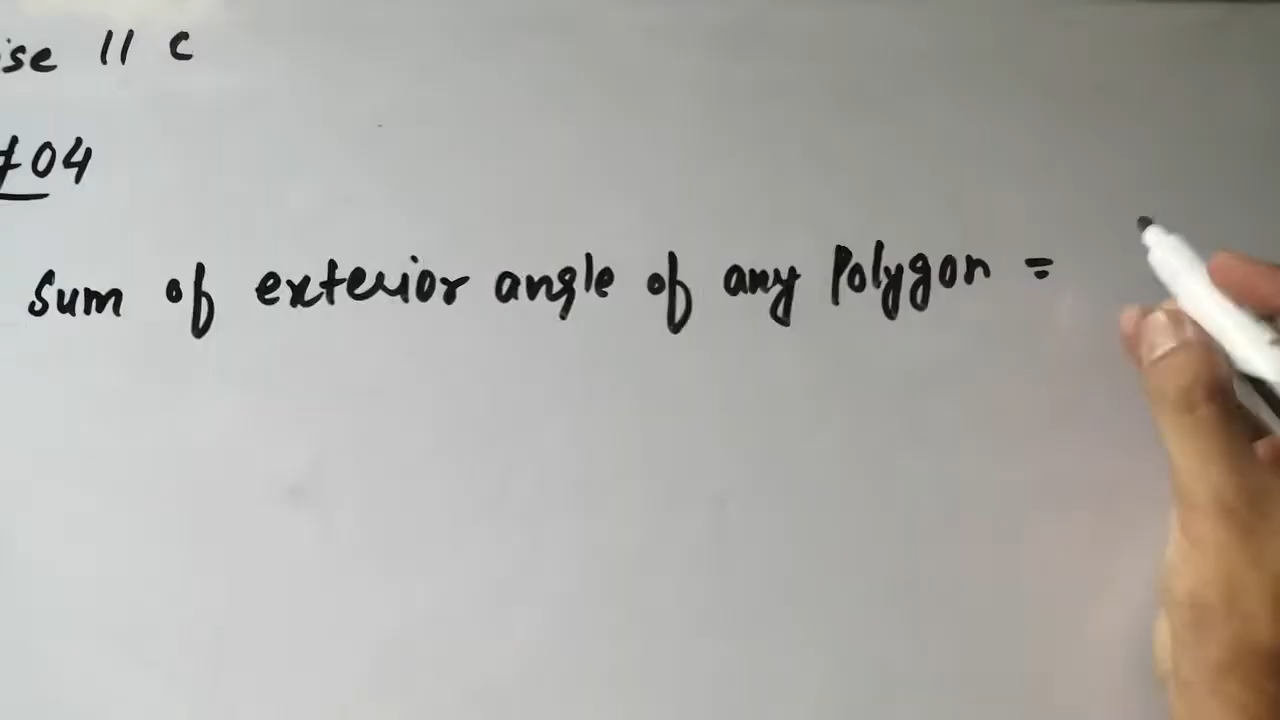 ise 11 c
#04
Sum of exterior angle of any Polygon =